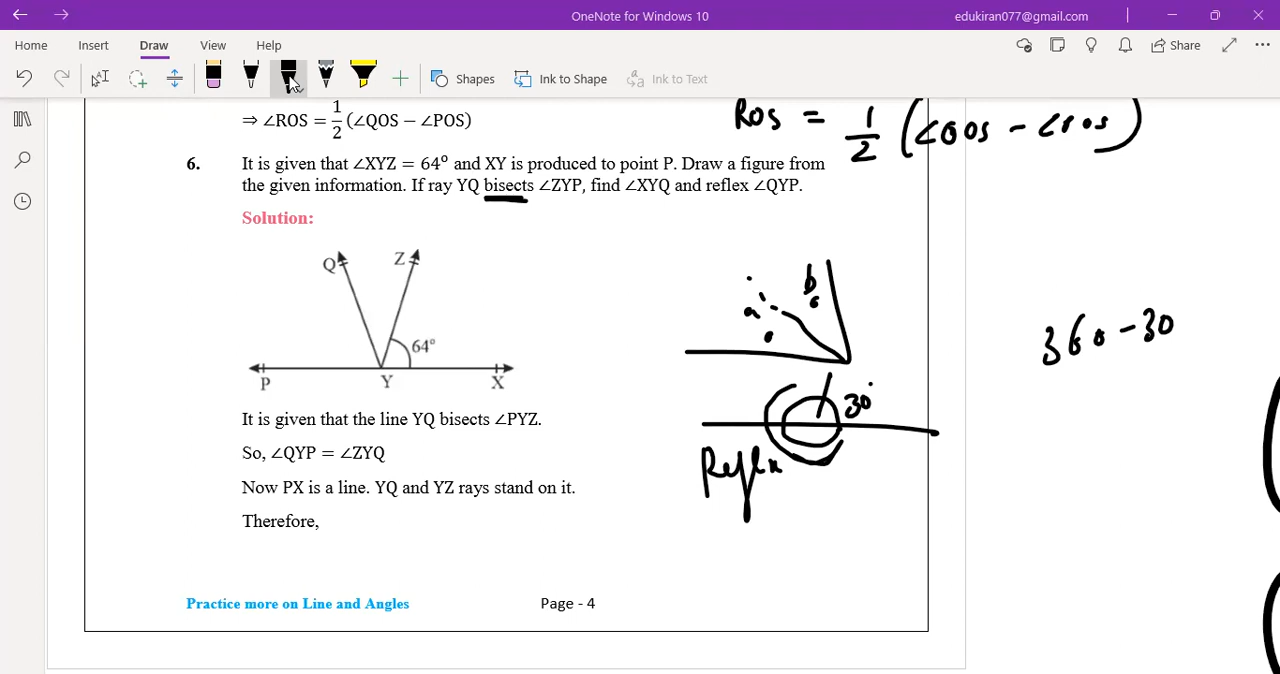 OneNote for Windows 10
edukiran077@gmail.com
Home Insert Draw View Help
Share
Shapes Ink to Shape Ink to Text
⇒ ∠ROS = 1/2 (∠QOS − ∠POS)
ROS = 1/2 (∠QOS - ∠POS)
6. It is given that ∠XYZ = 64° and XY is produced to point P. Draw a figure from
the given information. If ray YQ bisects ∠ZYP, find ∠XYQ and reflex ∠QYP.
Solution:
Q Z
64°
P Y X
a b
360-30
30°
Reflx
It is given that the line YQ bisects ∠PYZ.
So, ∠QYP = ∠ZYQ
Now PX is a line. YQ and YZ rays stand on it.
Therefore,
Practice more on Line and Angles Page - 4